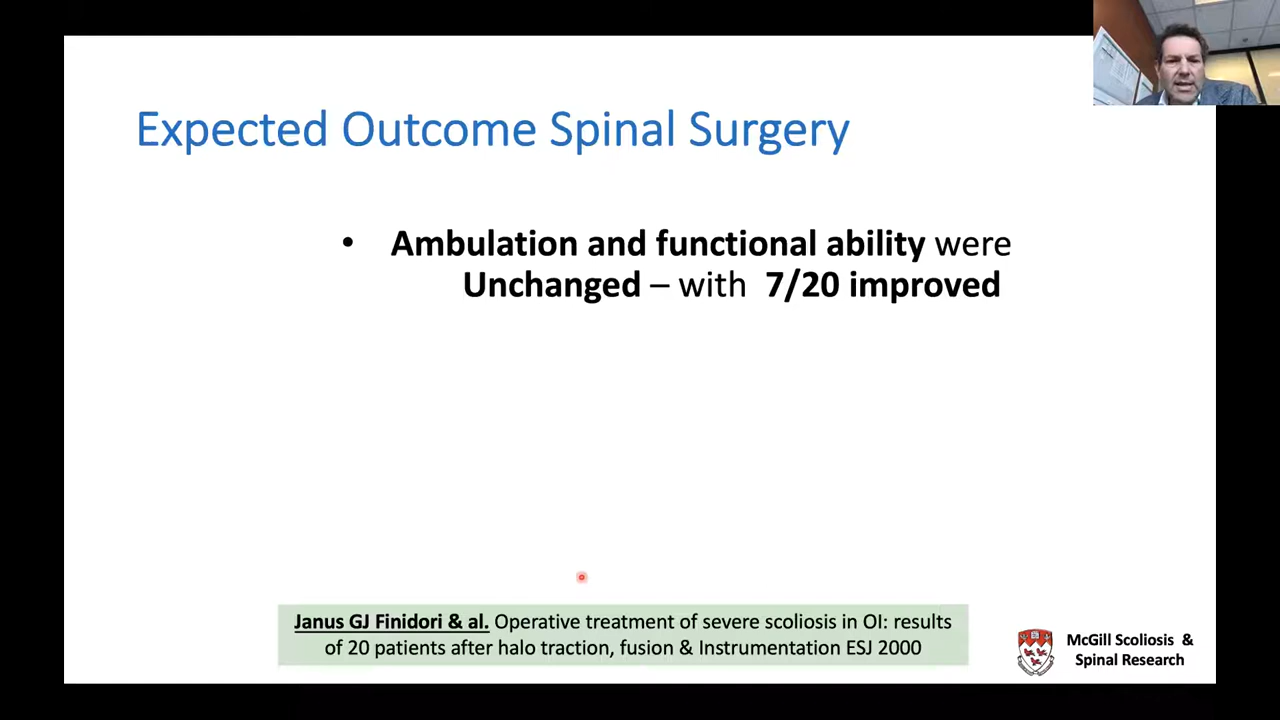 Expected Outcome Spinal Surgery
• Ambulation and functional ability were
Unchanged – with 7/20 improved
Janus GJ Finidori & al. Operative treatment of severe scoliosis in OI: results
of 20 patients after halo traction, fusion & Instrumentation ESJ 2000
McGill Scoliosis &
Spinal Research